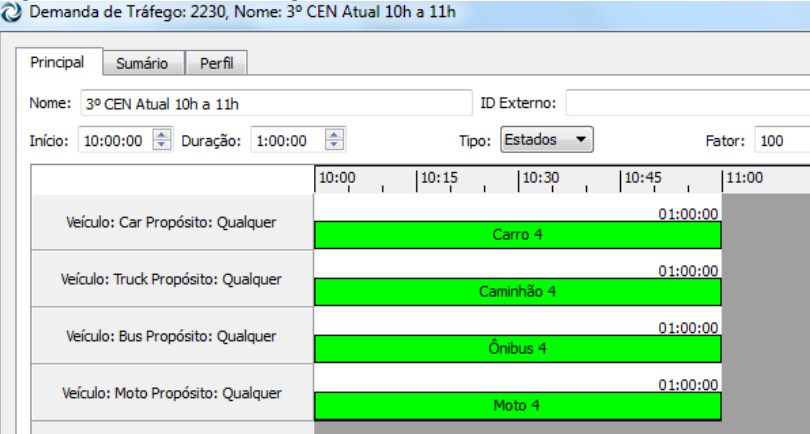 Demanda de Tráfego: 2230, Nome: 3º CEN Atual 10h a 11h
Principal Sumário Perfil
Nome: 3º CEN Atual 10h a 11h ID Externo:
Início: 10:00:00 Duração: 1:00:00 Tipo: Estados Fator: 100
10:00 10:15 10:30 10:45 11:00
Veículo: Car Propósito: Qualquer 01:00:00
Carro 4
Veículo: Truck Propósito: Qualquer 01:00:00
Caminhão 4
Veículo: Bus Propósito: Qualquer 01:00:00
Ônibus 4
Veículo: Moto Propósito: Qualquer 01:00:00
Moto 4